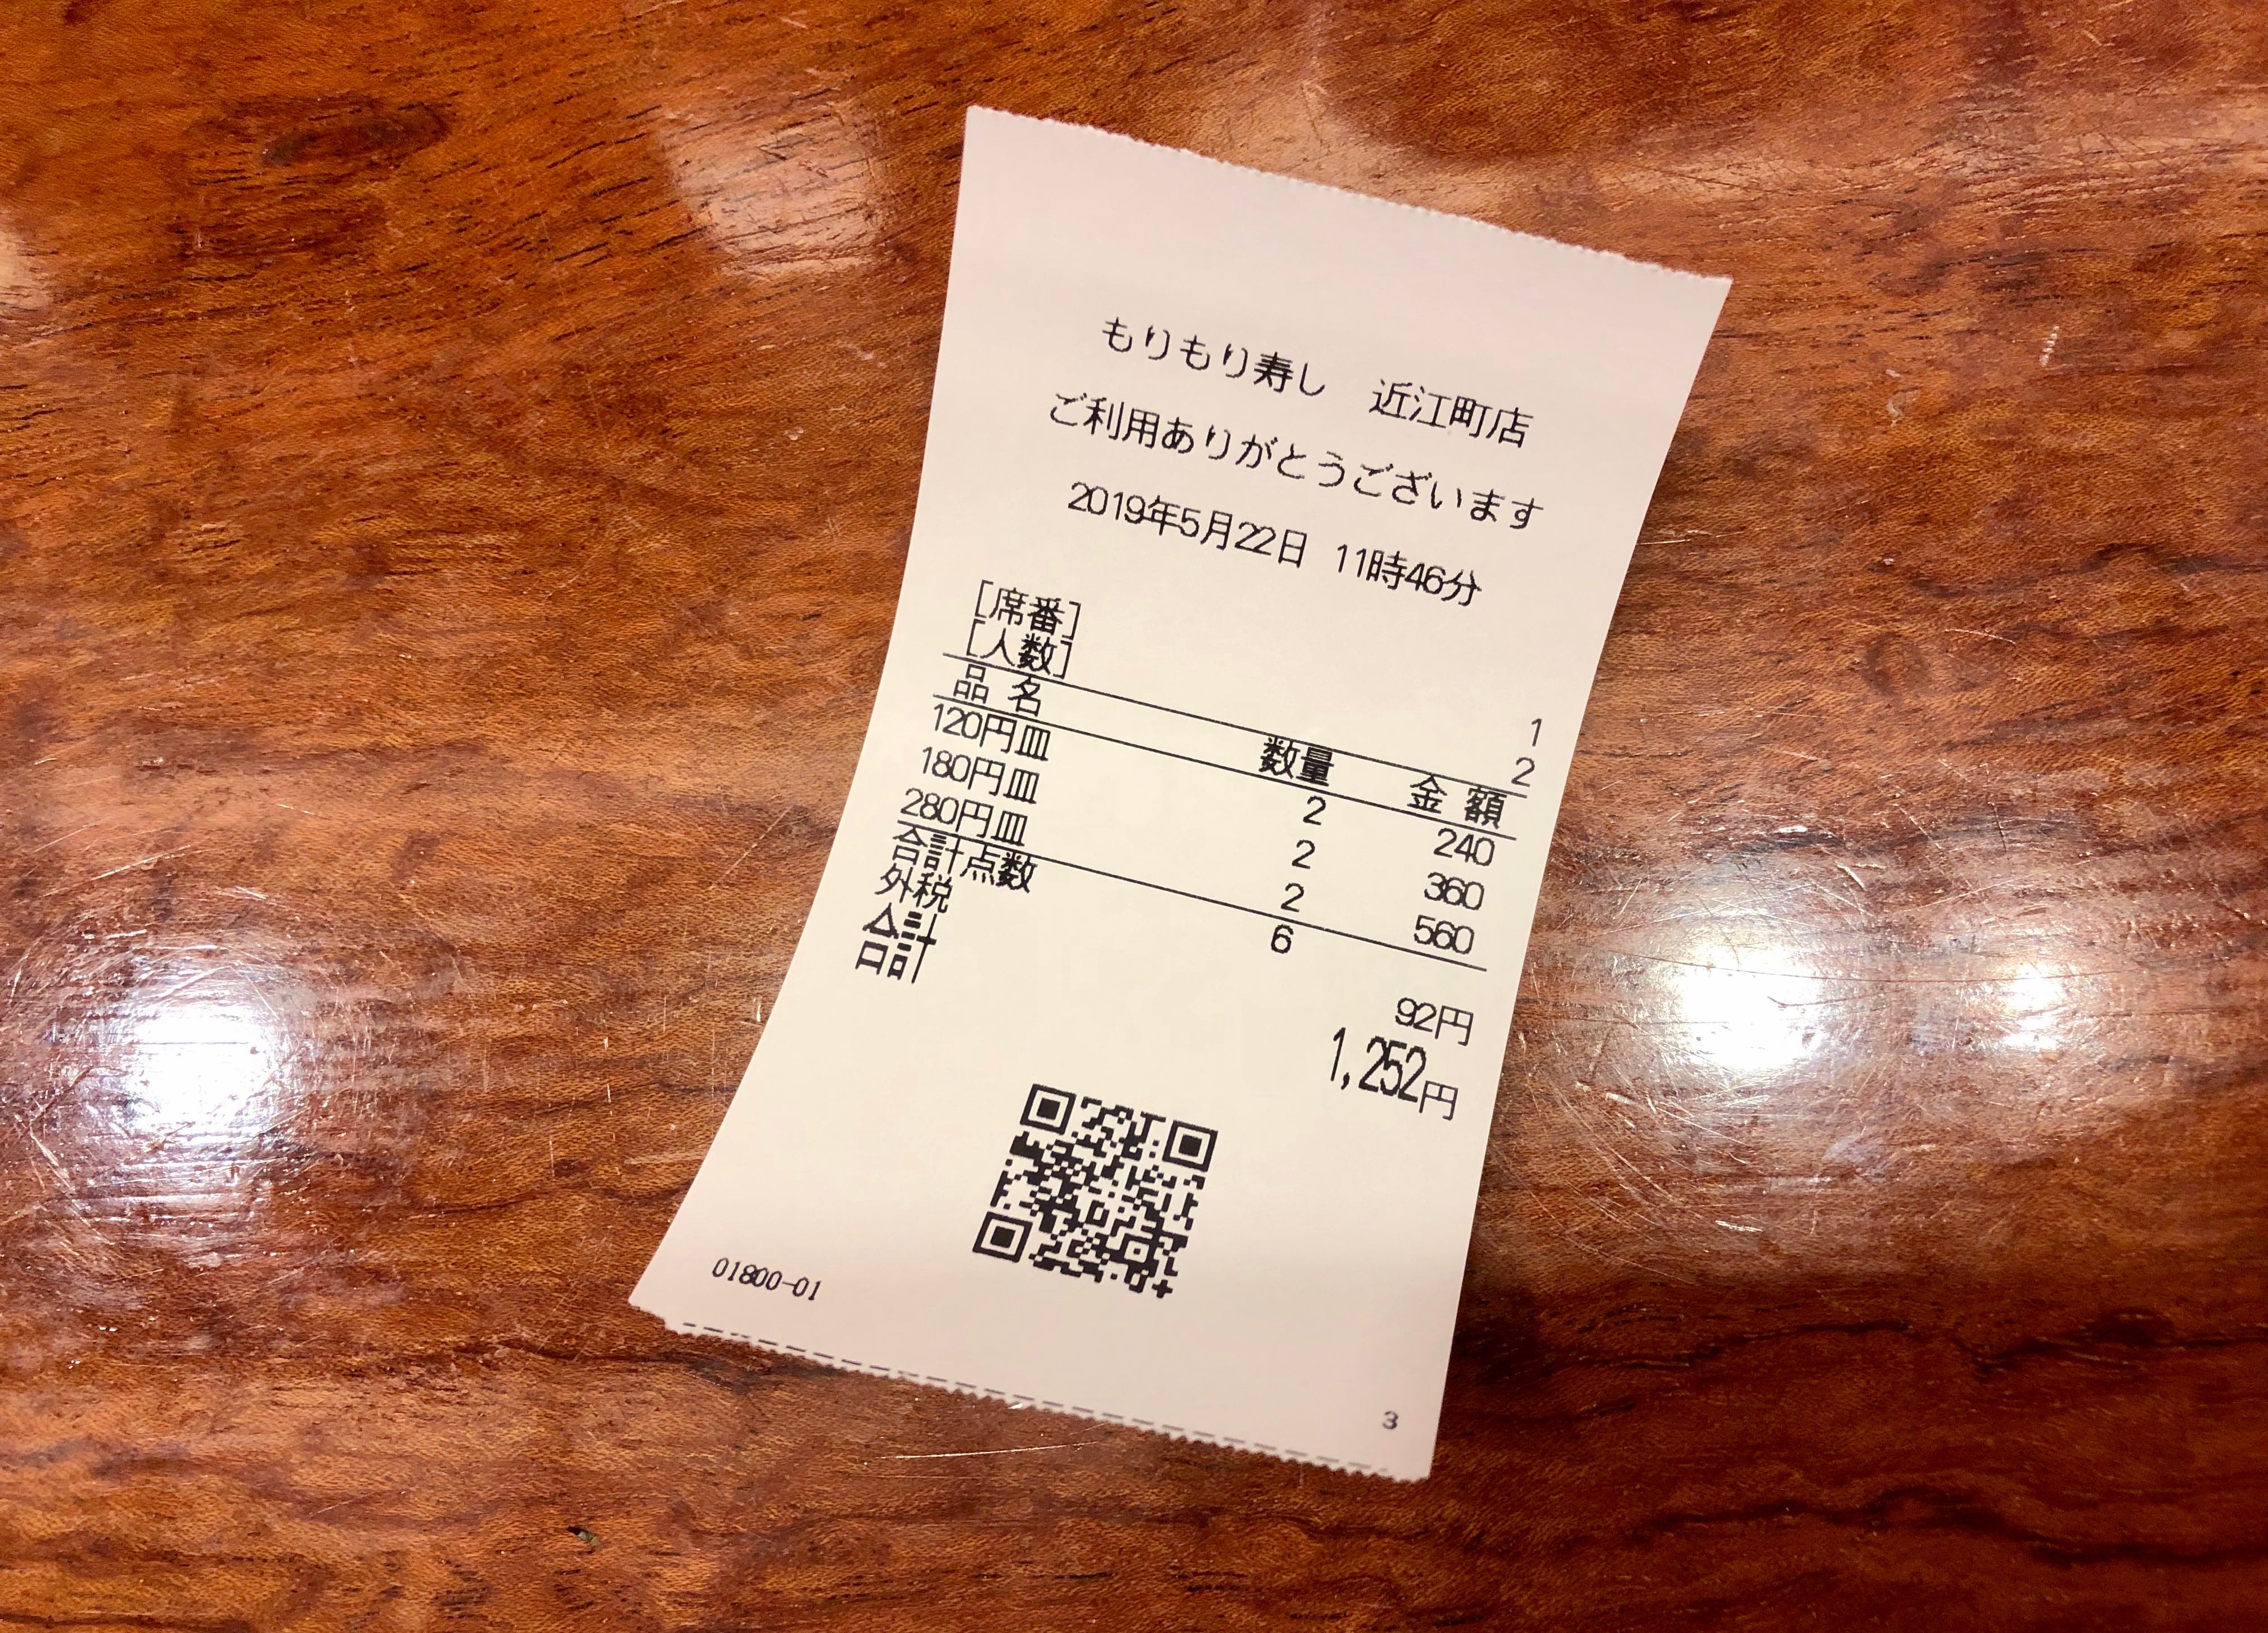 もりもり寿し 近江町店
ご利用ありがとうございます
2019年5月22日 11時46分
[席番] 1
[人数] 2
品 名 数量 金 額
120円皿 2 240
180円皿 2 360
280円皿 2 560
合計点数 6
外税 92円
合計 1,252円
01800-01
3